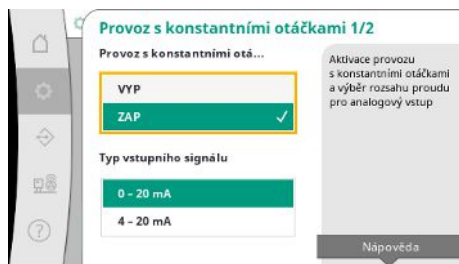 Provoz s konstantními otáčkami 1/2
Provoz s konstantními otá...
VYP
ZAP
Typ vstupního signálu
0 – 20 mA
4 – 20 mA
Aktivace provozu
s konstantními otáčkami
a výběr rozsahu proudu
pro analogový vstup
Nápověda